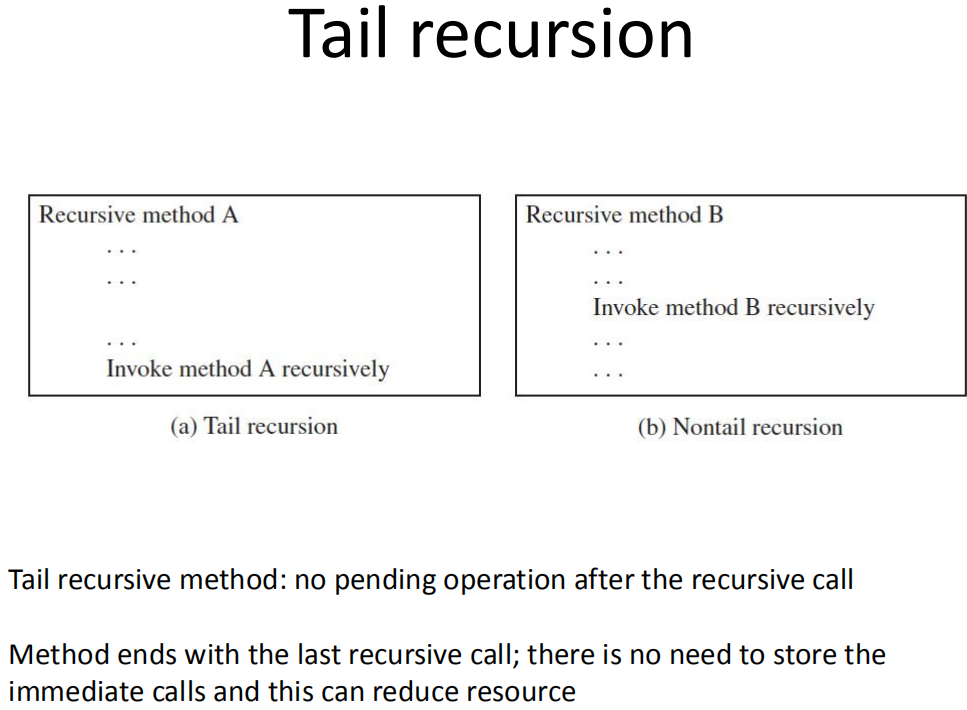 Tail recursion
Recursive method A
. . .
. . .
. . .
Invoke method A recursively
(a) Tail recursion
Recursive method B
. . .
. . .
Invoke method B recursively
. . .
. . .
(b) Nontail recursion
Tail recursive method: no pending operation after the recursive call
Method ends with the last recursive call; there is no need to store the
immediate calls and this can reduce resource